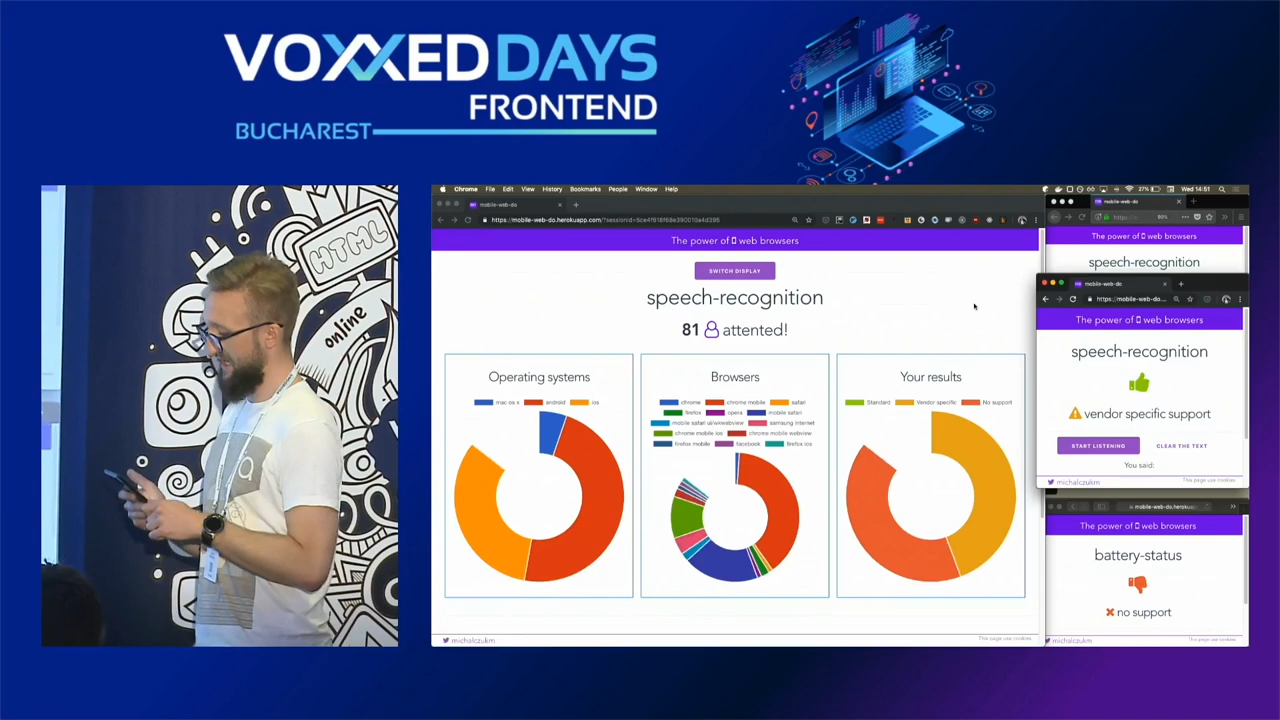 VOXXED DAYS
FRONTEND
BUCHAREST
HTML
online
Chrome File Edit View History Bookmarks People Window Help
27% Wed 14:51
mobile-web-do
https://mobile-web-do.herokuapp.com/?sessionid=5ce4f618f68e390010a4d395
The power of web browsers
SWITCH DISPLAY
speech-recognition
81 attented!
Operating systems
mac os x android ios
Browsers
chrome chrome mobile safari
firefox opera mobile safari
mobile safari ui/wkwebview samsung internet
chrome mobile ios chrome mobile webview
firefox mobile facebook firefox ios
Your results
Standard Vendor specific No support
michalczukm
This page use cookies
mobile-web-do
80%
The power of web browsers
speech-recognition
mobile-web-do
https://mobile-web-do...
The power of web browsers
speech-recognition
vendor specific support
START LISTENING CLEAR THE TEXT
You said:
michalczukm
This page use cookies
mobile-web-do.herokuapp
The power of web browsers
battery-status
no support
michalczukm
This page use cookies